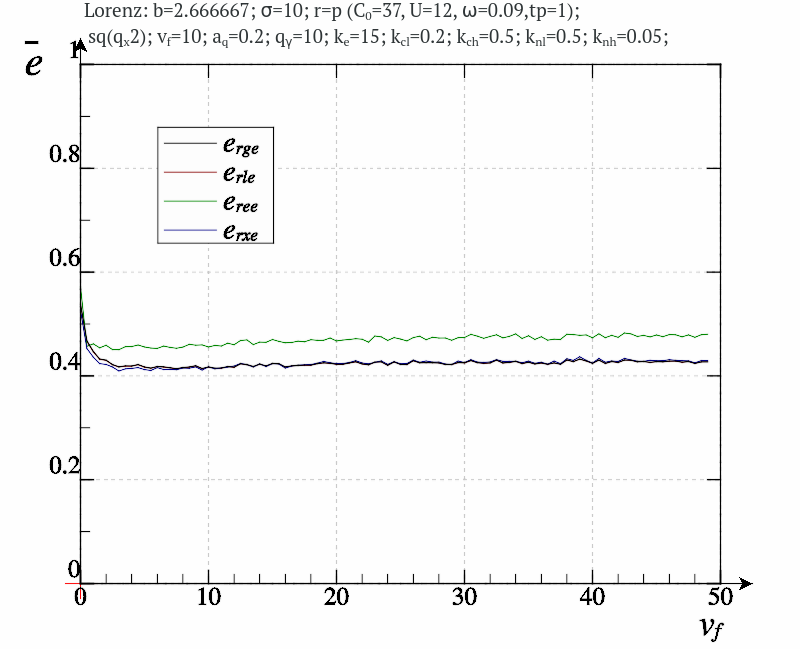 Lorenz: b=2.666667; σ=10; r=p (C₀=37, U=12, ω=0.09,tp=1);
sq(qₓ2); v_f=10; a_q=0.2; q_γ=10; k_e=15; k_cl=0.2; k_ch=0.5; k_nl=0.5; k_nh=0.05;
e̅
1
0.8
0.6
0.4
0.2
0
e_rge
e_rle
e_ree
e_rxe
0 10 20 30 40 50
v_f